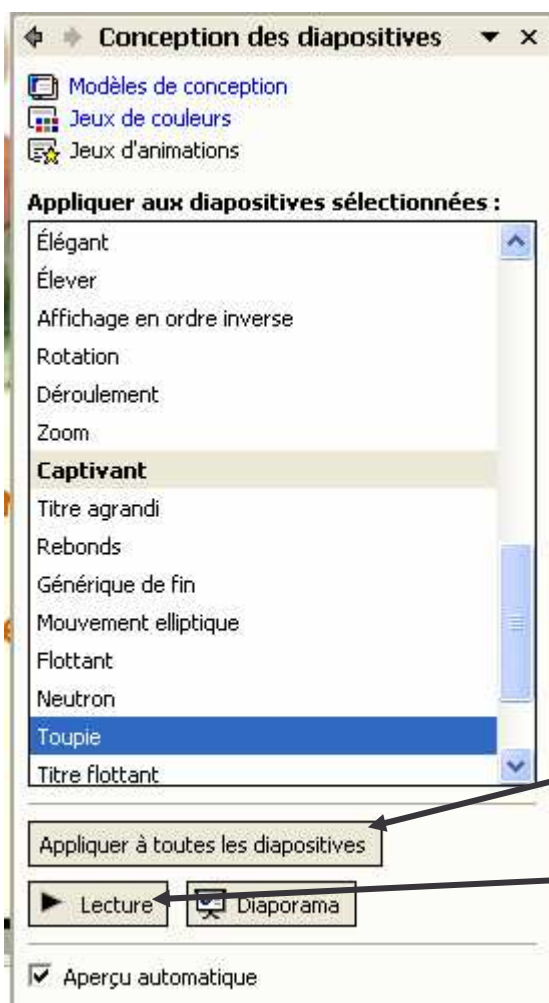 Conception des diapositives
Modèles de conception
Jeux de couleurs
Jeux d'animations
Appliquer aux diapositives sélectionnées :
Élégant
Élever
Affichage en ordre inverse
Rotation
Déroulement
Zoom
Captivant
Titre agrandi
Rebonds
Générique de fin
Mouvement elliptique
Flottant
Neutron
Toupie
Titre flottant
Appliquer à toutes les diapositives
Lecture Diaporama
Aperçu automatique